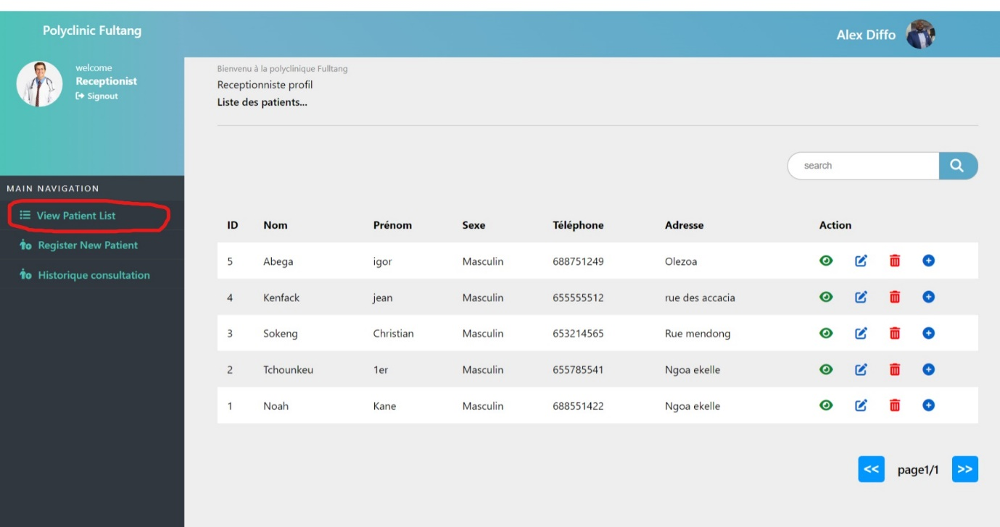 Polyclinic Fultang
Alex Diffo
welcome
Receptionist
Signout
Bienvenu à la polyclinique Fulltang
Receptionniste profil
Liste des patients...
search
MAIN NAVIGATION
View Patient List
Register New Patient
Historique consultation
ID Nom Prénom Sexe Téléphone Adresse Action
5 Abega igor Masculin 688751249 Olezoa
4 Kenfack jean Masculin 655555512 rue des accacia
3 Sokeng Christian Masculin 653214565 Rue mendong
2 Tchounkeu 1er Masculin 655785541 Ngoa ekelle
1 Noah Kane Masculin 688551422 Ngoa ekelle
<< page1/1 >>